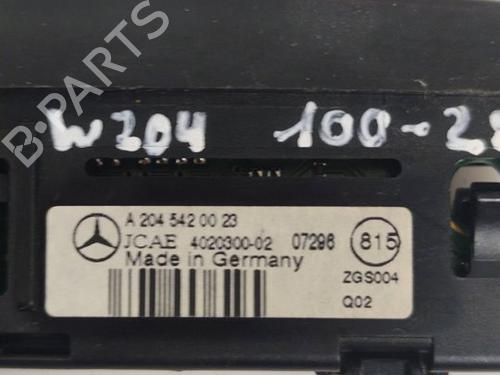 B-PARTS
W204 100-2
A 204 542 00 23
JCAE 4020300-02 07296 815
Made in Germany
ZGS004
Q02